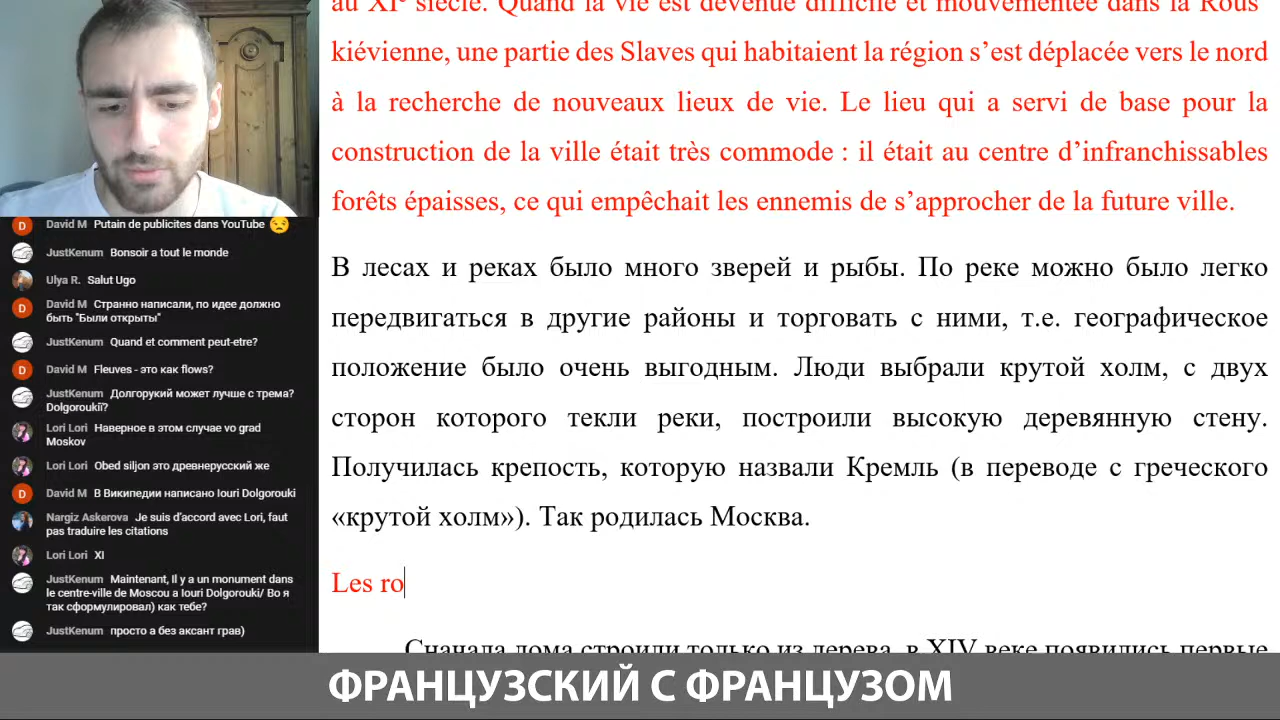 au XIᵉ siècle. Quand la vie est devenue difficile et mouvementée dans la Rous'
kiévienne, une partie des Slaves qui habitaient la région s’est déplacée vers le nord
à la recherche de nouveaux lieux de vie. Le lieu qui a servi de base pour la
construction de la ville était très commode : il était au centre d’infranchissables
forêts épaisses, ce qui empêchait les ennemis de s’approcher de la future ville.
В лесах и реках было много зверей и рыбы. По реке можно было легко
передвигаться в другие районы и торговать с ними, т.е. географическое
положение было очень выгодным. Люди выбрали крутой холм, с двух
сторон которого текли реки, построили высокую деревянную стену.
Получилась крепость, которую назвали Кремль (в переводе с греческого
«крутой холм»). Так родилась Москва.
Les ro
Сначала дома строили только из дерева, в XIV веке появились первые
D David M Putain de publicites dans YouTube 😒
JustKenum Bonsoir a tout le monde
Ulya R. Salut Ugo
D David M Странно написали, по идее должно
быть "Были открыты"
JustKenum Quand et comment peut-etre?
D David M Fleuves - это как flows?
JustKenum Долгорукий может лучше с трема?
Dolgoroukiï?
Lori Lori Наверное в этом случае vo grad
Moskov
Lori Lori Obed siljon это древнерусский же
D David M В Википедии написано Iouri Dolgorouki
Nargiz Askerova Je suis d’accord avec Lori, faut
pas traduire les citations
Lori Lori XI
JustKenum Maintenant, Il y a un monument dans
le centre-ville de Moscou a Iouri Dolgorouki/ Во я
так сформулировал) как тебе?
JustKenum просто а без аксант грав)
ФРАНЦУЗСКИЙ С ФРАНЦУЗОМ